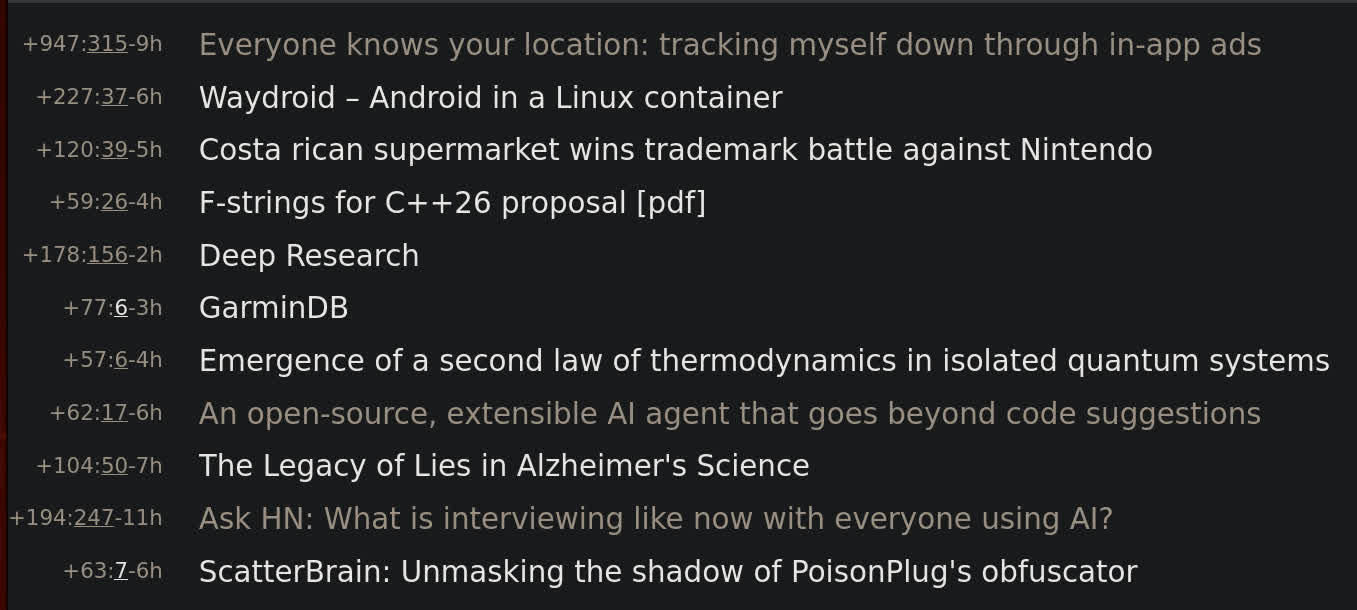 +947:315-9h Everyone knows your location: tracking myself down through in-app ads
+227:37-6h Waydroid – Android in a Linux container
+120:39-5h Costa rican supermarket wins trademark battle against Nintendo
+59:26-4h F-strings for C++26 proposal [pdf]
+178:156-2h Deep Research
+77:6-3h GarminDB
+57:6-4h Emergence of a second law of thermodynamics in isolated quantum systems
+62:17-6h An open-source, extensible AI agent that goes beyond code suggestions
+104:50-7h The Legacy of Lies in Alzheimer's Science
+194:247-11h Ask HN: What is interviewing like now with everyone using AI?
+63:7-6h ScatterBrain: Unmasking the shadow of PoisonPlug's obfuscator